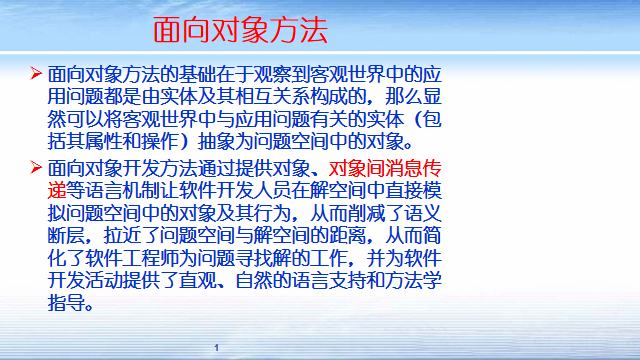 面向对象方法
面向对象方法的基础在于观察到客观世界中的应
用问题都是由实体及其相互关系构成的，那么显
然可以将客观世界中与应用问题有关的实体（包
括其属性和操作）抽象为问题空间中的对象。
面向对象开发方法通过提供对象、对象间消息传
递等语言机制让软件开发人员在解空间中直接模
拟问题空间中的对象及其行为，从而削减了语义
断层，拉近了问题空间与解空间的距离，从而简
化了软件工程师为问题寻找解的工作，并为软件
开发活动提供了直观、自然的语言支持和方法学
指导。
1